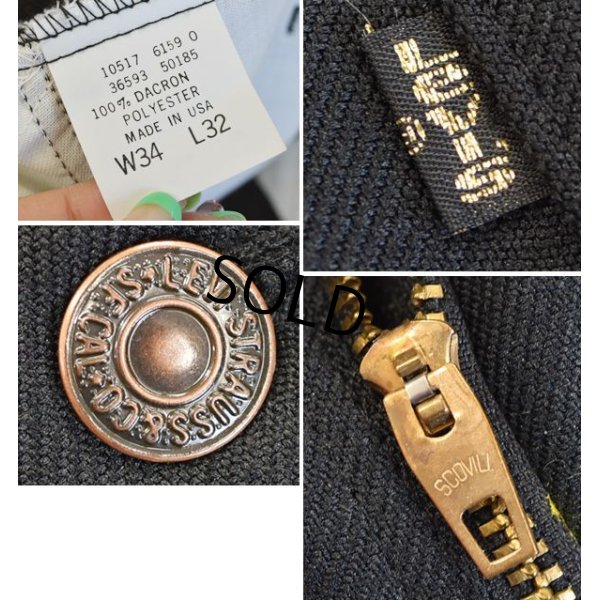 10517 6159 0
36593 50185
100% DACRON
POLYESTER
MADE IN USA
W34 L32
LEVI'S
LEVI STRAUSS & CO S.F. CAL
SCOVILL
SOLD